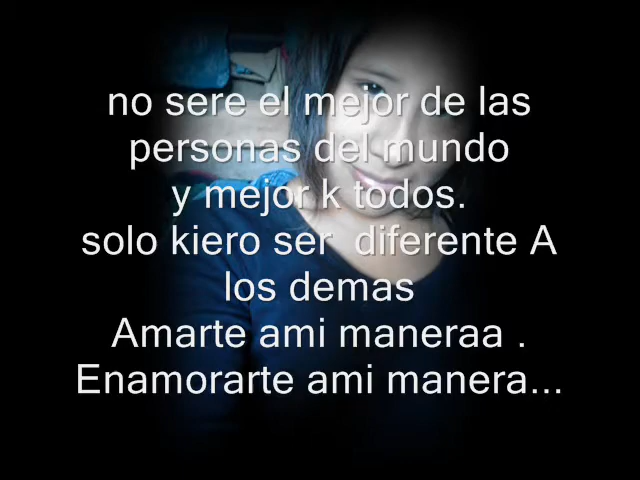 no sere el mejor de las
personas del mundo
y mejor k todos.
solo kiero ser  diferente A
los demas
Amarte ami maneraa .
Enamorarte ami manera...